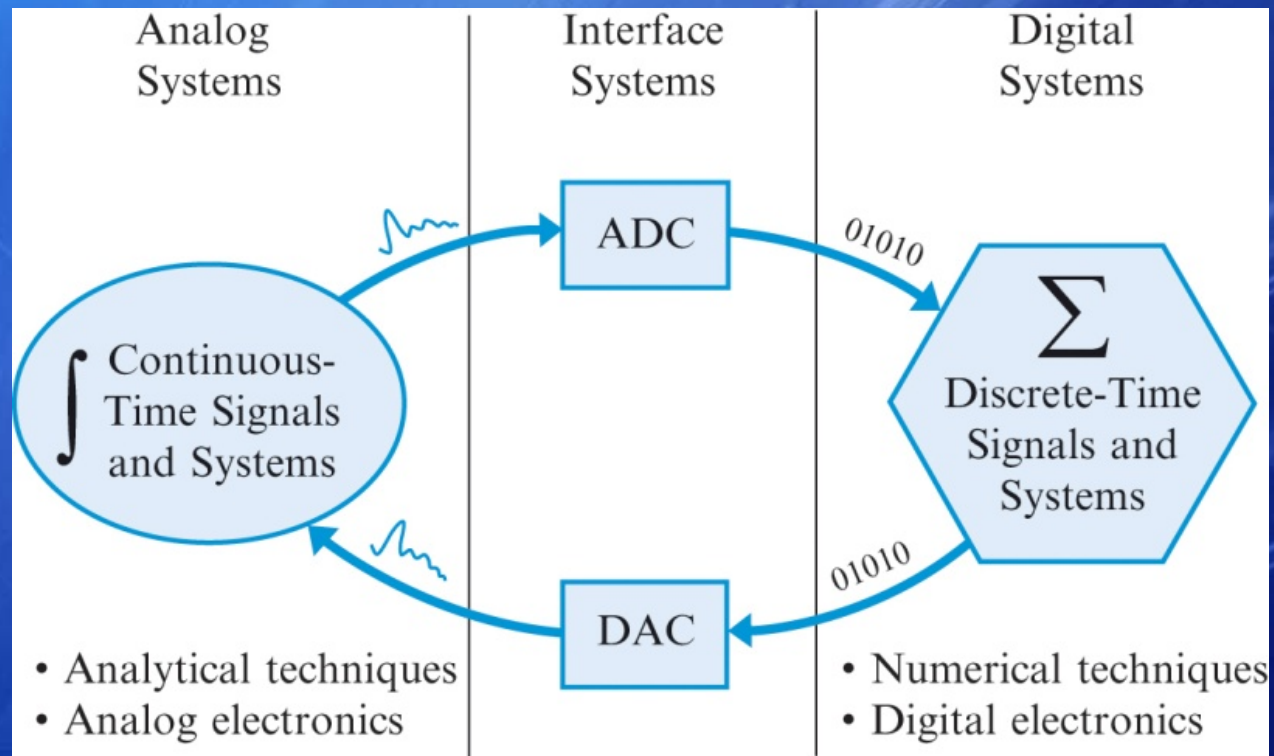 Analog
Systems
Interface
Systems
Digital
Systems
ADC
01010
∫ Continuous-
Time Signals
and Systems
∑
Discrete-Time
Signals and
Systems
01010
DAC
• Analytical techniques
• Analog electronics
• Numerical techniques
• Digital electronics